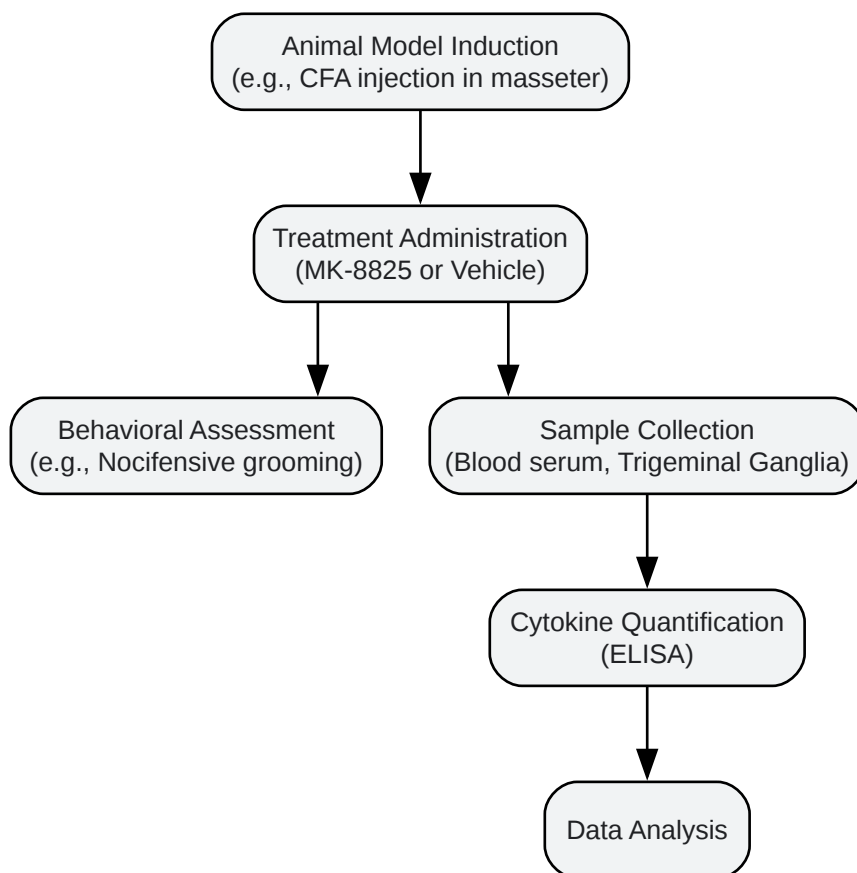 Animal Model Induction
(e.g., CFA injection in masseter)
Treatment Administration
(MK-8825 or Vehicle)
Behavioral Assessment
(e.g., Nocifensive grooming)
Sample Collection
(Blood serum, Trigeminal Ganglia)
Cytokine Quantification
(ELISA)
Data Analysis